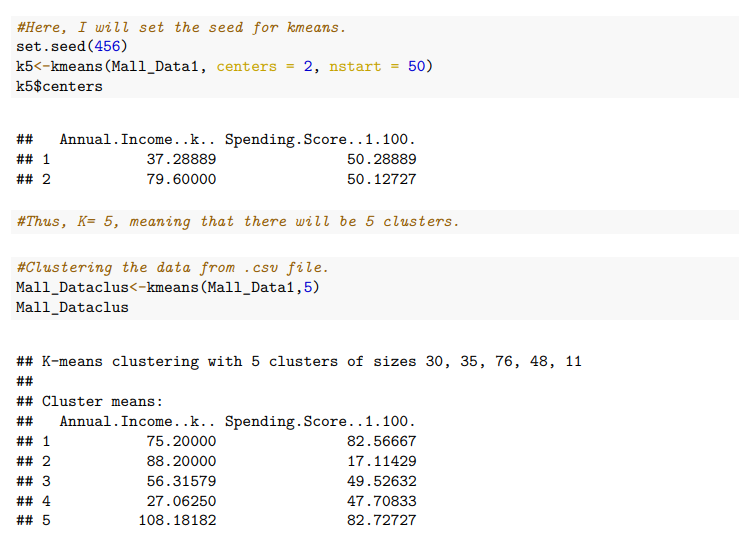 #Here, I will set the seed for kmeans.
set.seed(456)
k5<-kmeans(Mall_Data1, centers = 2, nstart = 50)
k5$centers
##   Annual.Income..k.. Spending.Score..1.100.
## 1           37.28889               50.28889
## 2           79.60000               50.12727
#Thus, K= 5, meaning that there will be 5 clusters.
#Clustering the data from .csv file.
Mall_Dataclus<-kmeans(Mall_Data1,5)
Mall_Dataclus
## K-means clustering with 5 clusters of sizes 30, 35, 76, 48, 11
##
## Cluster means:
##   Annual.Income..k.. Spending.Score..1.100.
## 1           75.20000               82.56667
## 2           88.20000               17.11429
## 3           56.31579               49.52632
## 4           27.06250               47.70833
## 5          108.18182               82.72727